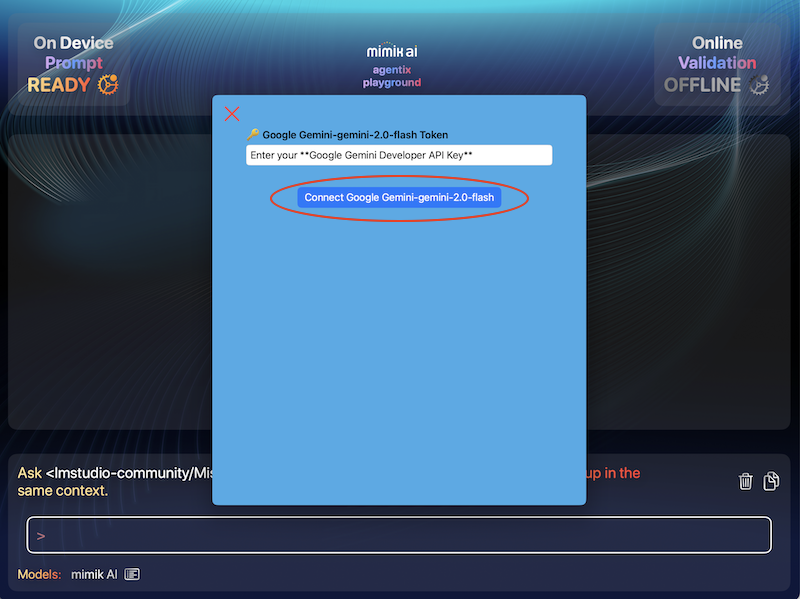 On Device
Prompt
READY
mimik ai
agentix
playground
Online
Validation
OFFLINE
Google Gemini-gemini-2.0-flash Token
Enter your **Google Gemini Developer API Key**
Connect Google Gemini-gemini-2.0-flash
Ask <lmstudio-community/Mis
up in the
same context.
>
Models: mimik AI